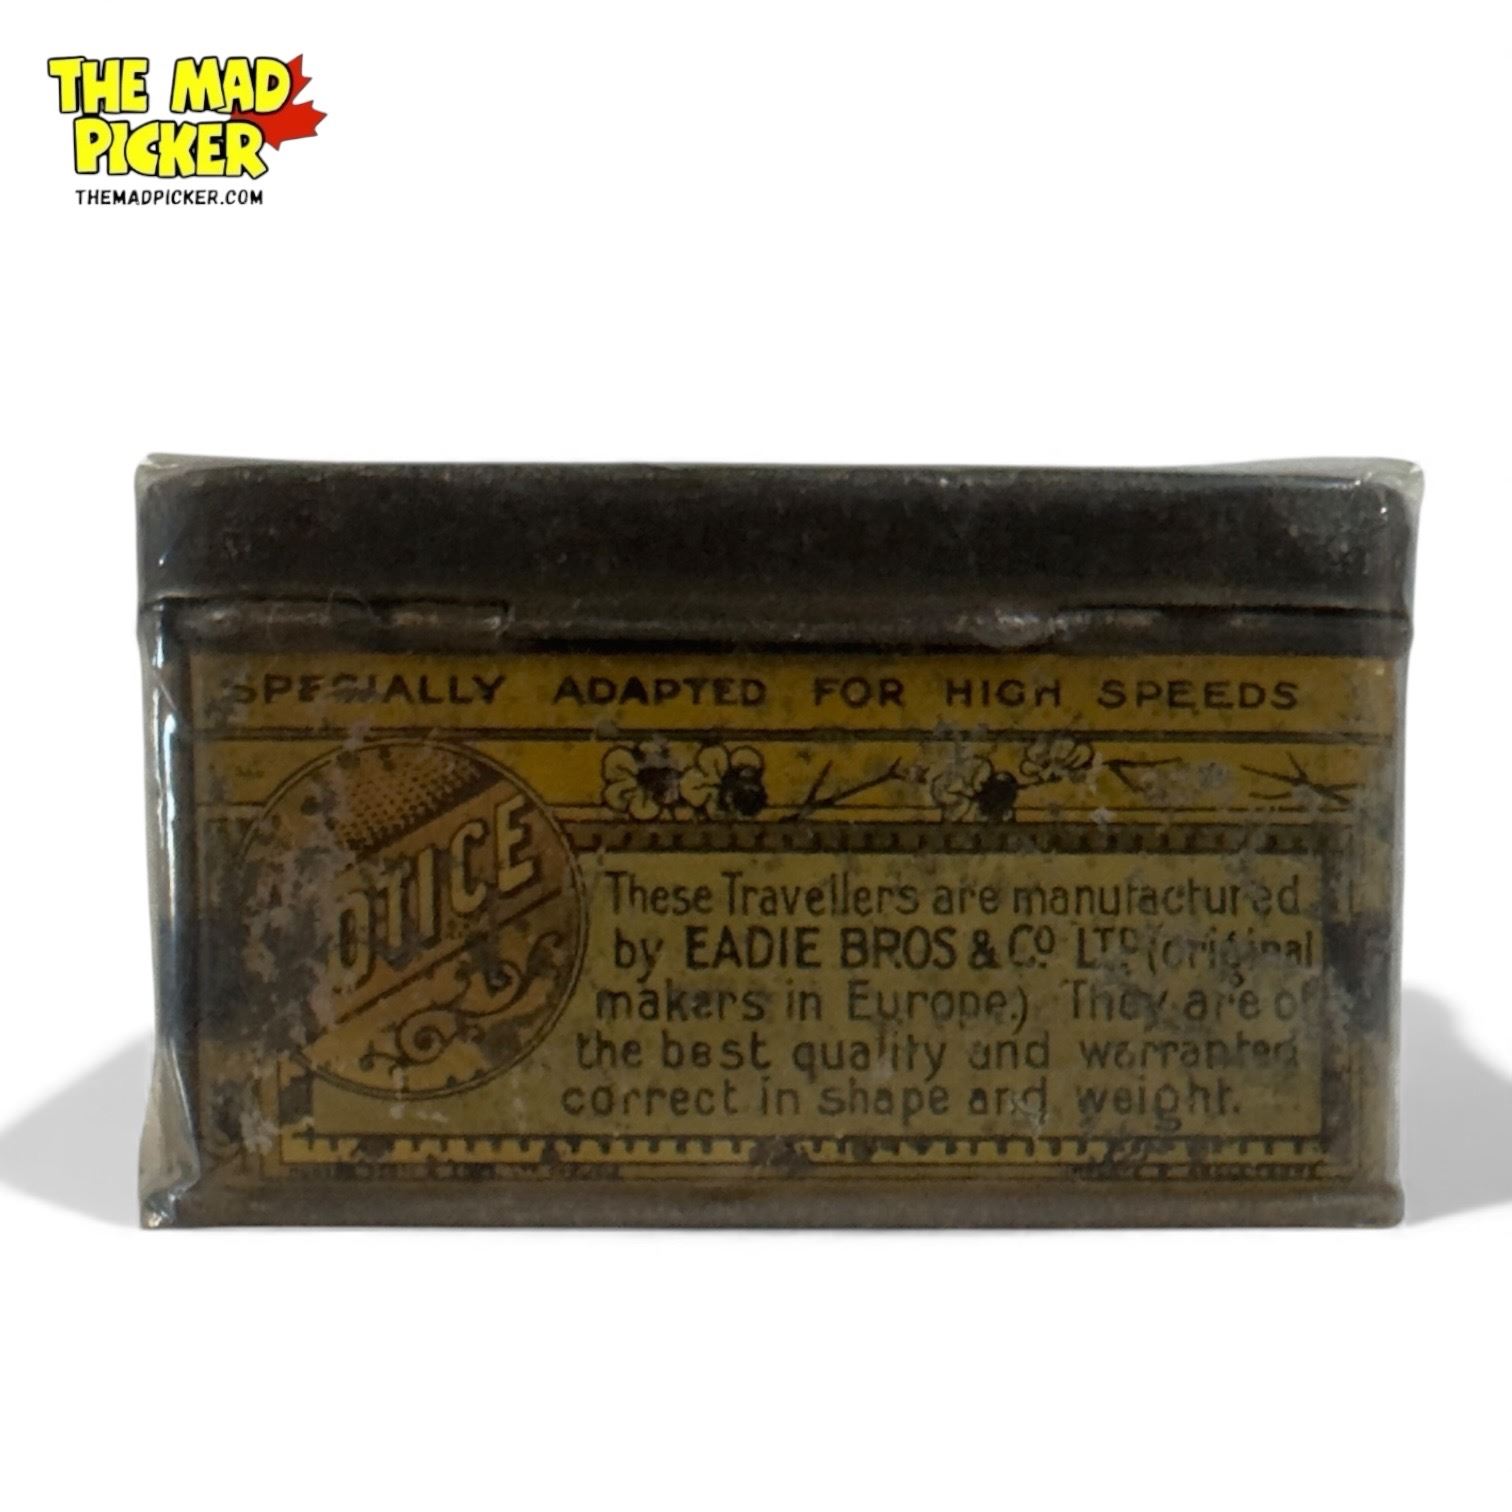 THE MAD
PICKER
THEMADPICKER.COM
SPECIALLY ADAPTED FOR HIGH SPEEDS
NOTICE
These Travellers are manufactured
by EADIE BROS & Co LTD (original
makers in Europe.) They are of
the best quality and warranted
correct in shape and weight.